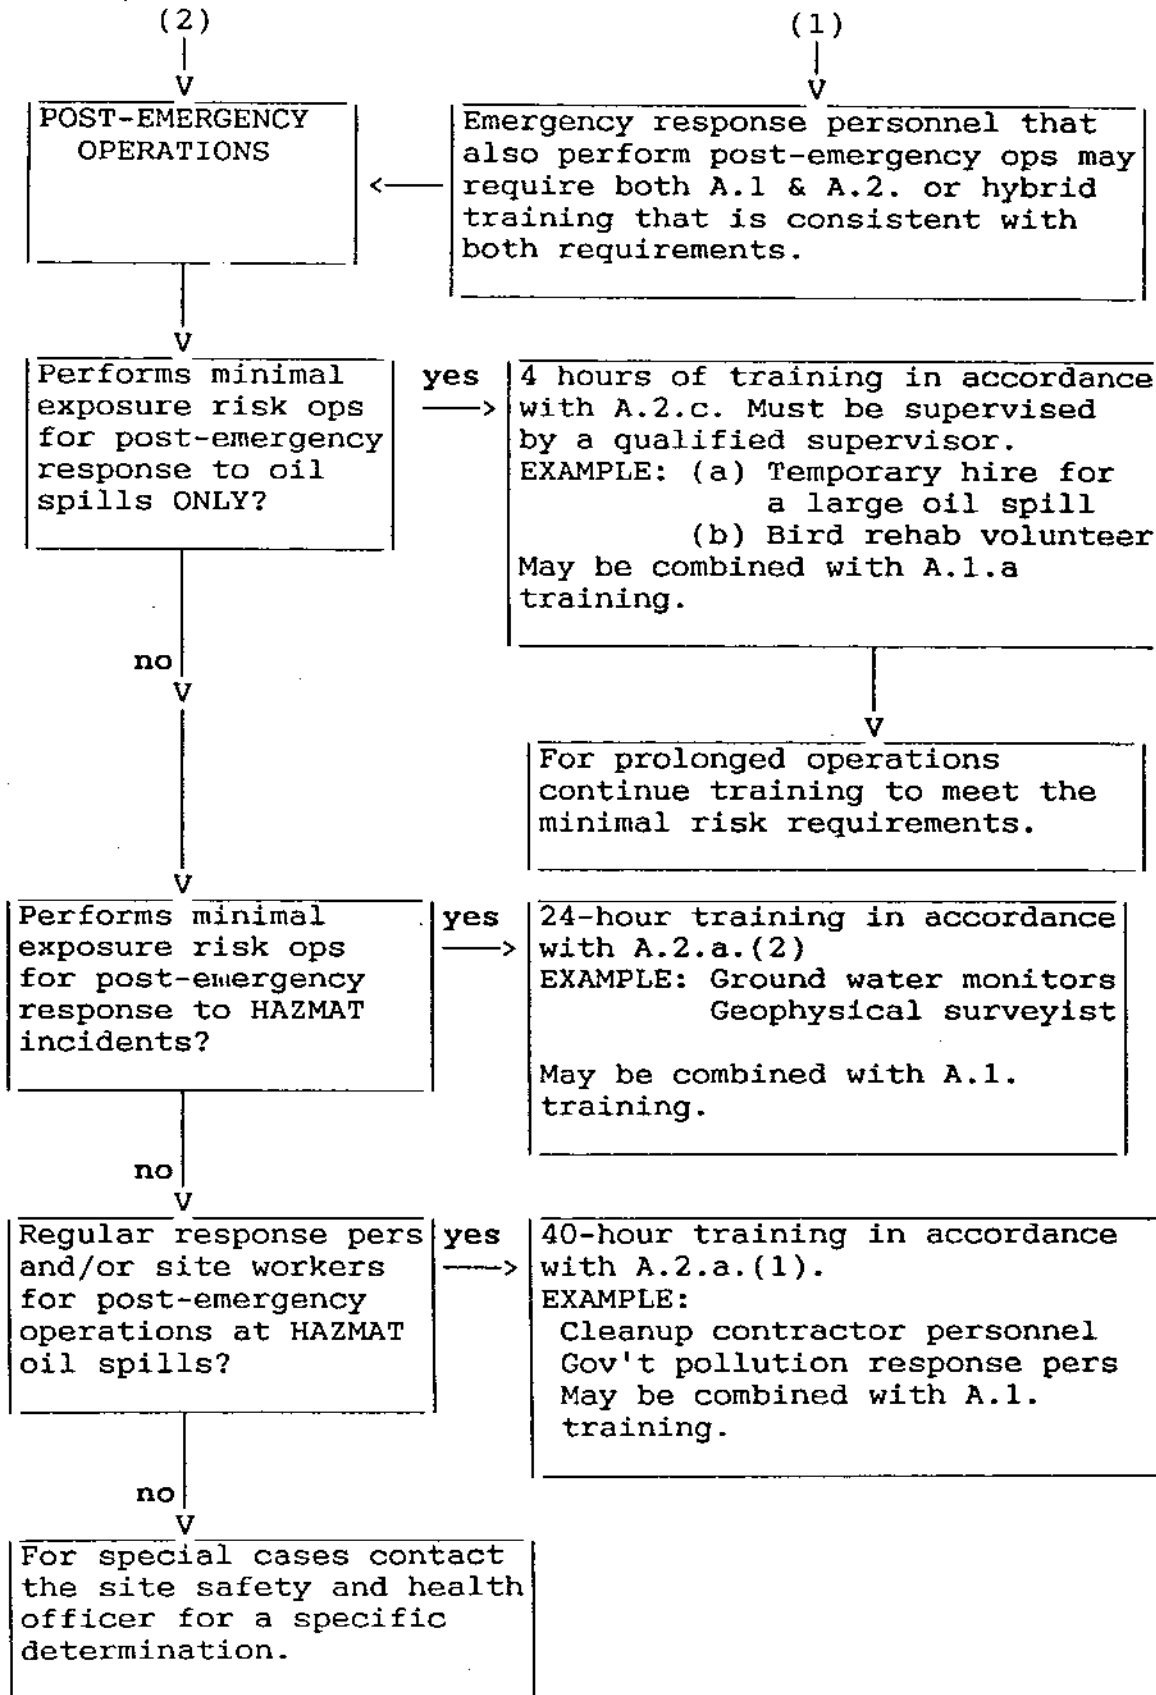 (2)
(1)
V
V
POST-EMERGENCY
OPERATIONS
Emergency response personnel that
also perform post-emergency ops may
require both A.1 & A.2. or hybrid
training that is consistent with
both requirements.
<
V
Performs minimal
exposure risk ops
for post-emergency
response to oil
spills ONLY?
yes
>
4 hours of training in accordance
with A.2.c. Must be supervised
by a qualified supervisor.
EXAMPLE: (a) Temporary hire for
a large oil spill
(b) Bird rehab volunteer
May be combined with A.1.a
training.
no
V
V
For prolonged operations
continue training to meet the
minimal risk requirements.
V
Performs minimal
exposure risk ops
for post-emergency
response to HAZMAT
incidents?
yes
>
24-hour training in accordance
with A.2.a.(2)
EXAMPLE: Ground water monitors
Geophysical surveyist
May be combined with A.1.
training.
no
V
Regular response pers
and/or site workers
for post-emergency
operations at HAZMAT
oil spills?
yes
>
40-hour training in accordance
with A.2.a.(1).
EXAMPLE:
Cleanup contractor personnel
Gov't pollution response pers
May be combined with A.1.
training.
no
V
For special cases contact
the site safety and health
officer for a specific
determination.